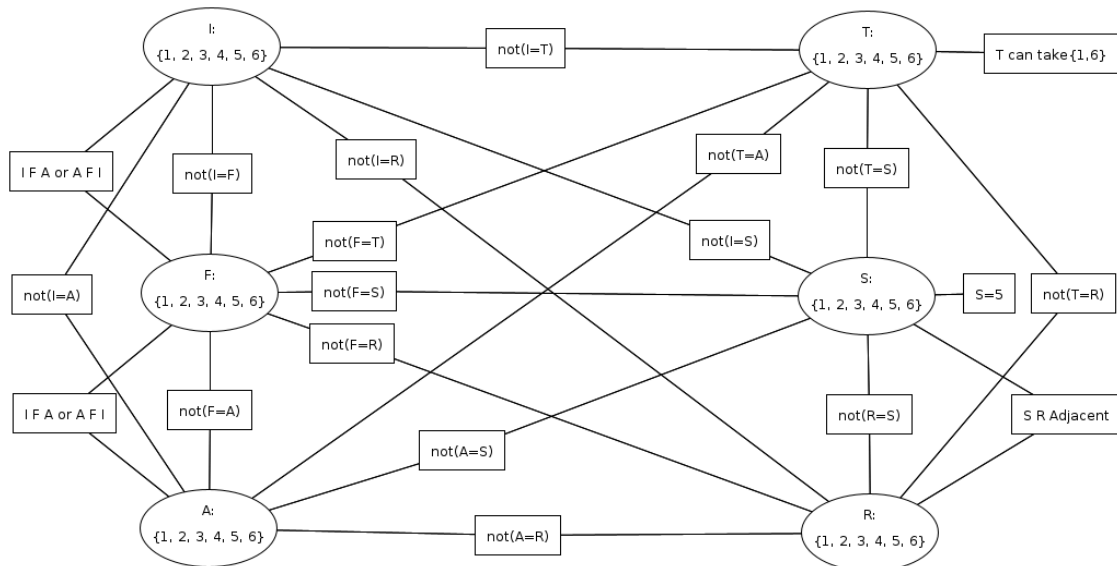 I:
{1, 2, 3, 4, 5, 6}
not(I=T)
T:
{1, 2, 3, 4, 5, 6}
T can take {1,6}
I F A or A F I
not(I=F)
not(I=R)
not(T=A)
not(T=S)
not(F=T)
not(I=S)
not(I=A)
F:
{1, 2, 3, 4, 5, 6}
not(F=S)
S:
{1, 2, 3, 4, 5, 6}
S=5
not(T=R)
not(F=R)
I F A or A F I
not(F=A)
not(R=S)
S R Adjacent
not(A=S)
A:
{1, 2, 3, 4, 5, 6}
not(A=R)
R:
{1, 2, 3, 4, 5, 6}